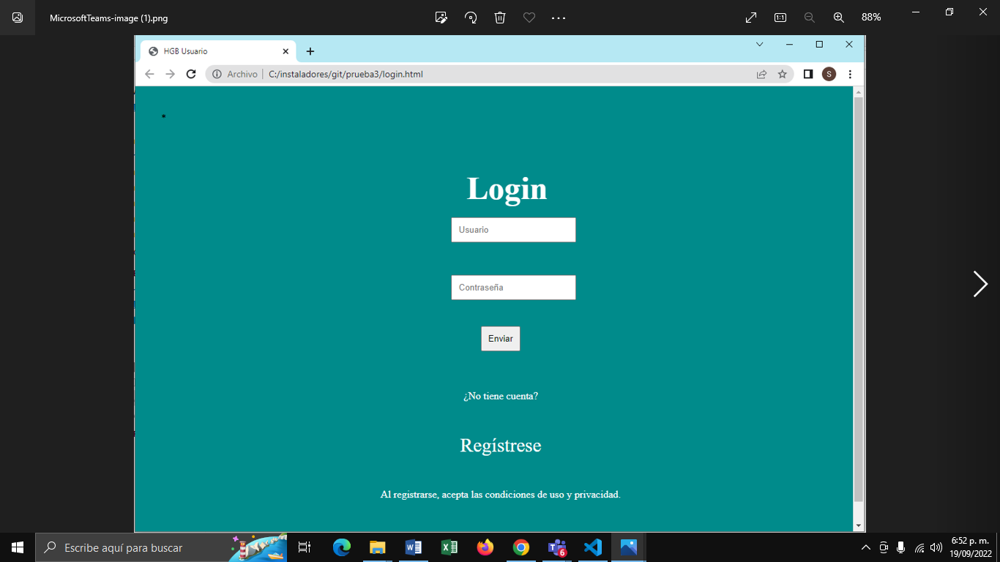 MicrosoftTeams-image (1).png
1:1
88%
HGB Usuario
Archivo | C:/instaladores/git/prueba3/login.html
S
*
Login
Usuario
Contraseña
Enviar
¿No tiene cuenta?
Regístrese
Al registrarse, acepta las condiciones de uso y privacidad.
Escribe aquí para buscar
6
6:52 p. m.
19/09/2022